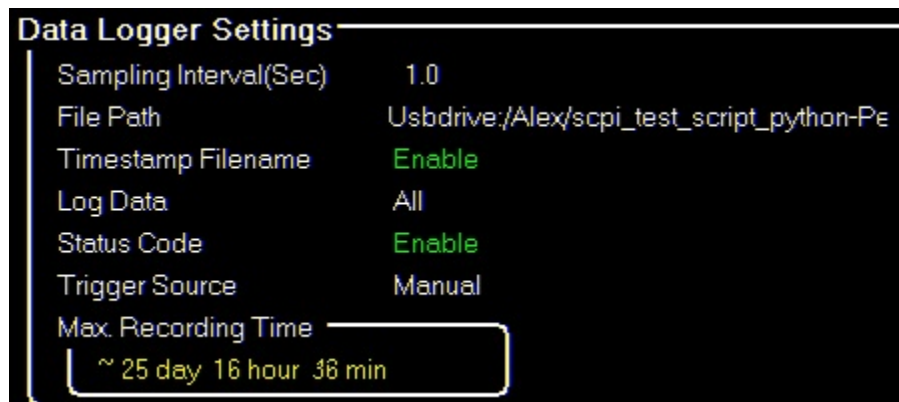 Data Logger Settings
Sampling Interval(Sec) 1.0
File Path Usbdrive:/Alex/scpi_test_script_python-Pe
Timestamp Filename Enable
Log Data All
Status Code Enable
Trigger Source Manual
Max. Recording Time
~ 25 day 16 hour 36 min